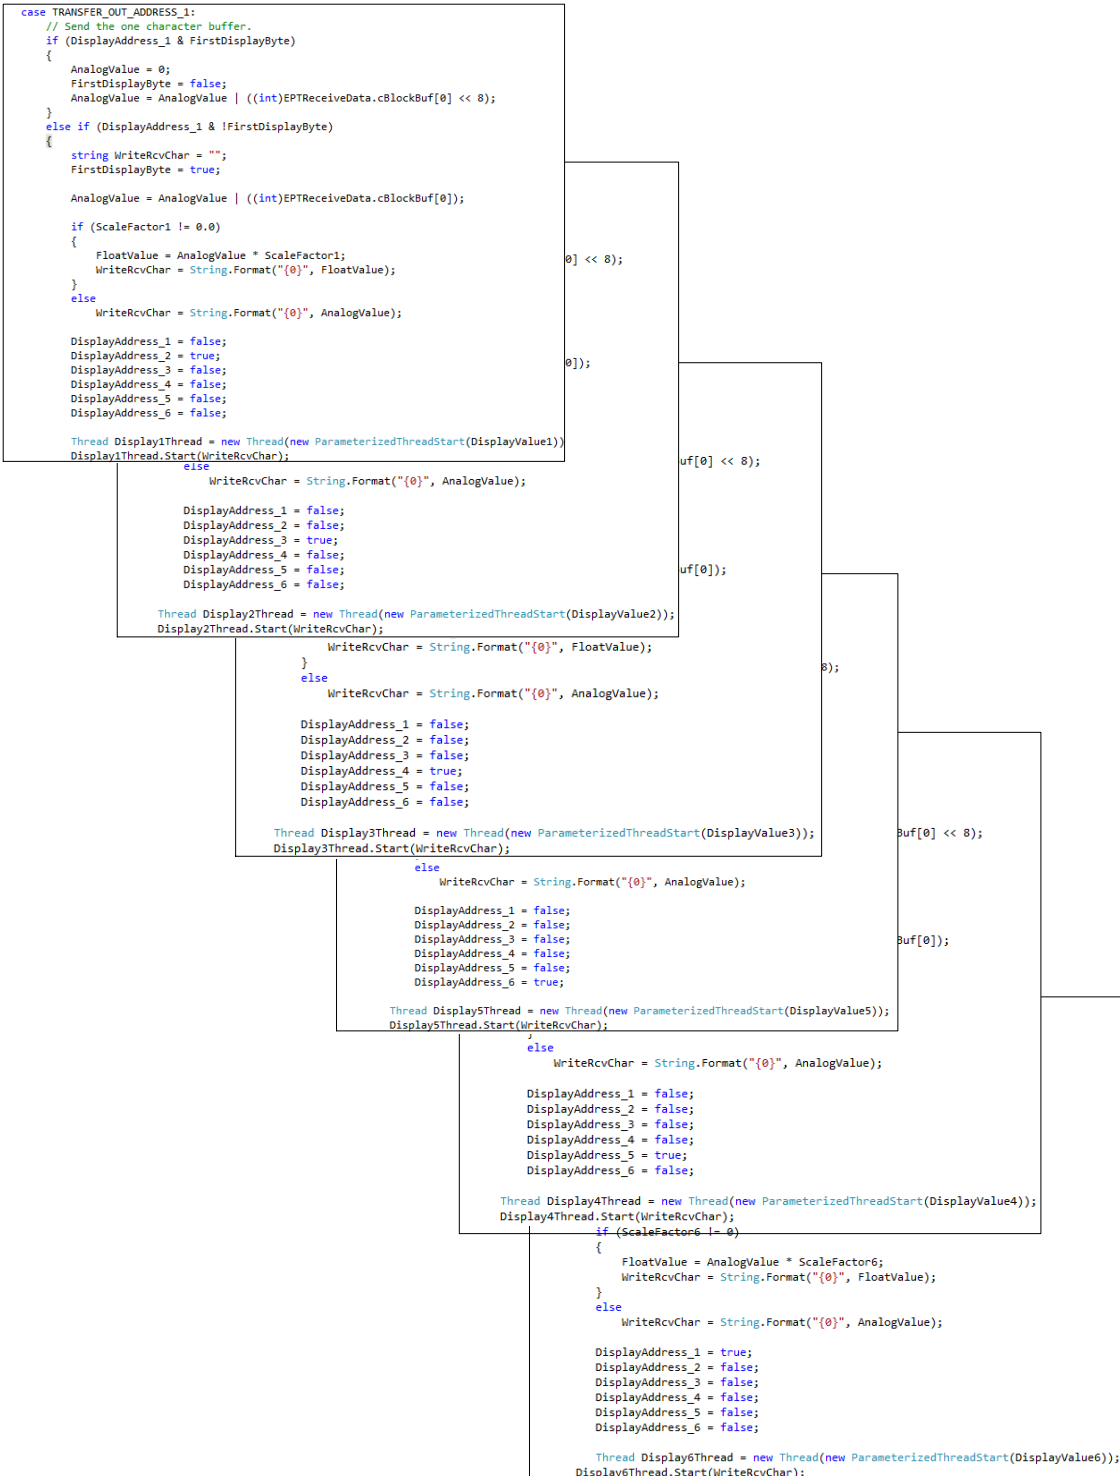 case TRANSFER_OUT_ADDRESS_1:
// Send the one character buffer.
if (DisplayAddress_1 & FirstDisplayByte)
{
AnalogValue = 0;
FirstDisplayByte = false;
AnalogValue = AnalogValue | ((int)EPTReceiveData.cBlockBuf[0] << 8);
}
else if (DisplayAddress_1 & !FirstDisplayByte)
{
string WriteRcvChar = "";
FirstDisplayByte = true;
AnalogValue = AnalogValue | ((int)EPTReceiveData.cBlockBuf[0]);
if (ScaleFactor1 != 0.0)
{
FloatValue = AnalogValue * ScaleFactor1;
WriteRcvChar = String.Format("{0}", FloatValue);
}
else
WriteRcvChar = String.Format("{0}", AnalogValue);
DisplayAddress_1 = false;
DisplayAddress_2 = true;
DisplayAddress_3 = false;
DisplayAddress_4 = false;
DisplayAddress_5 = false;
DisplayAddress_6 = false;
Thread Display1Thread = new Thread(new ParameterizedThreadStart(DisplayValue1))
Display1Thread.Start(WriteRcvChar);
0] << 8);
0]);
else
WriteRcvChar = String.Format("{0}", AnalogValue);
DisplayAddress_1 = false;
DisplayAddress_2 = false;
DisplayAddress_3 = true;
DisplayAddress_4 = false;
DisplayAddress_5 = false;
DisplayAddress_6 = false;
Thread Display2Thread = new Thread(new ParameterizedThreadStart(DisplayValue2));
Display2Thread.Start(WriteRcvChar);
uf[0] << 8);
uf[0]);
WriteRcvChar = String.Format("{0}", FloatValue);
}
else
WriteRcvChar = String.Format("{0}", AnalogValue);
DisplayAddress_1 = false;
DisplayAddress_2 = false;
DisplayAddress_3 = false;
DisplayAddress_4 = true;
DisplayAddress_5 = false;
DisplayAddress_6 = false;
Thread Display3Thread = new Thread(new ParameterizedThreadStart(DisplayValue3));
Display3Thread.Start(WriteRcvChar);
8);
else
WriteRcvChar = String.Format("{0}", AnalogValue);
DisplayAddress_1 = false;
DisplayAddress_2 = false;
DisplayAddress_3 = false;
DisplayAddress_4 = false;
DisplayAddress_5 = false;
DisplayAddress_6 = true;
Thread Display5Thread = new Thread(new ParameterizedThreadStart(DisplayValue5));
Display5Thread.Start(WriteRcvChar);
Buf[0] << 8);
Buf[0]);
}
else
WriteRcvChar = String.Format("{0}", AnalogValue);
DisplayAddress_1 = false;
DisplayAddress_2 = false;
DisplayAddress_3 = false;
DisplayAddress_4 = false;
DisplayAddress_5 = true;
DisplayAddress_6 = false;
Thread Display4Thread = new Thread(new ParameterizedThreadStart(DisplayValue4));
Display4Thread.Start(WriteRcvChar);
if (ScaleFactor6 != 0)
{
FloatValue = AnalogValue * ScaleFactor6;
WriteRcvChar = String.Format("{0}", FloatValue);
}
else
WriteRcvChar = String.Format("{0}", AnalogValue);
DisplayAddress_1 = true;
DisplayAddress_2 = false;
DisplayAddress_3 = false;
DisplayAddress_4 = false;
DisplayAddress_5 = false;
DisplayAddress_6 = false;
Thread Display6Thread = new Thread(new ParameterizedThreadStart(DisplayValue6));
Display6Thread.Start(WriteRcvChar);